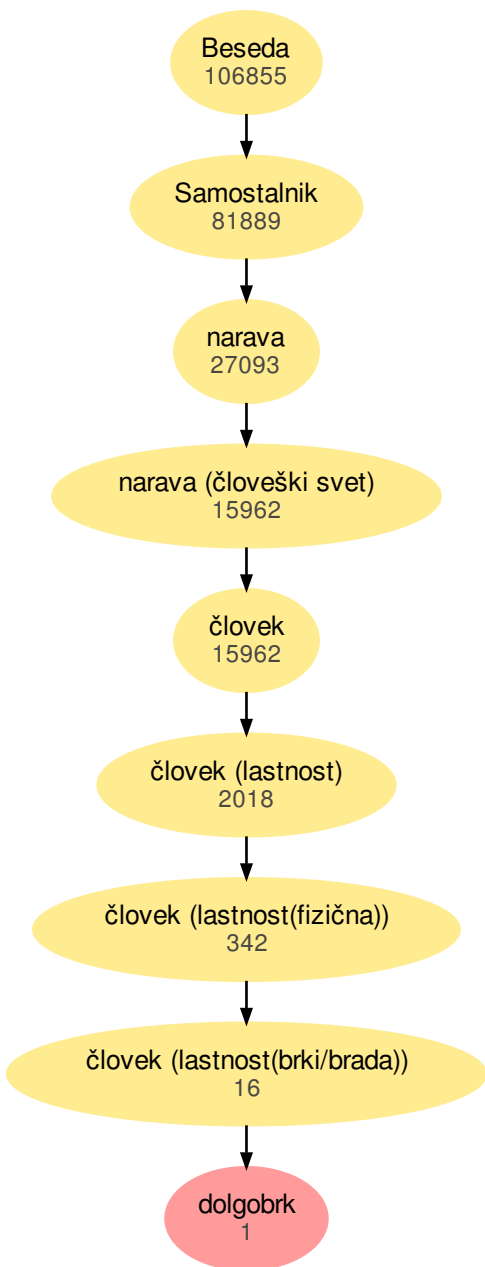 Beseda
106855
Samostalnik
81889
narava
27093
narava (človeški svet)
15962
človek
15962
človek (lastnost)
2018
človek (lastnost(fizična))
342
človek (lastnost(brki/brada))
16
dolgobrk
1